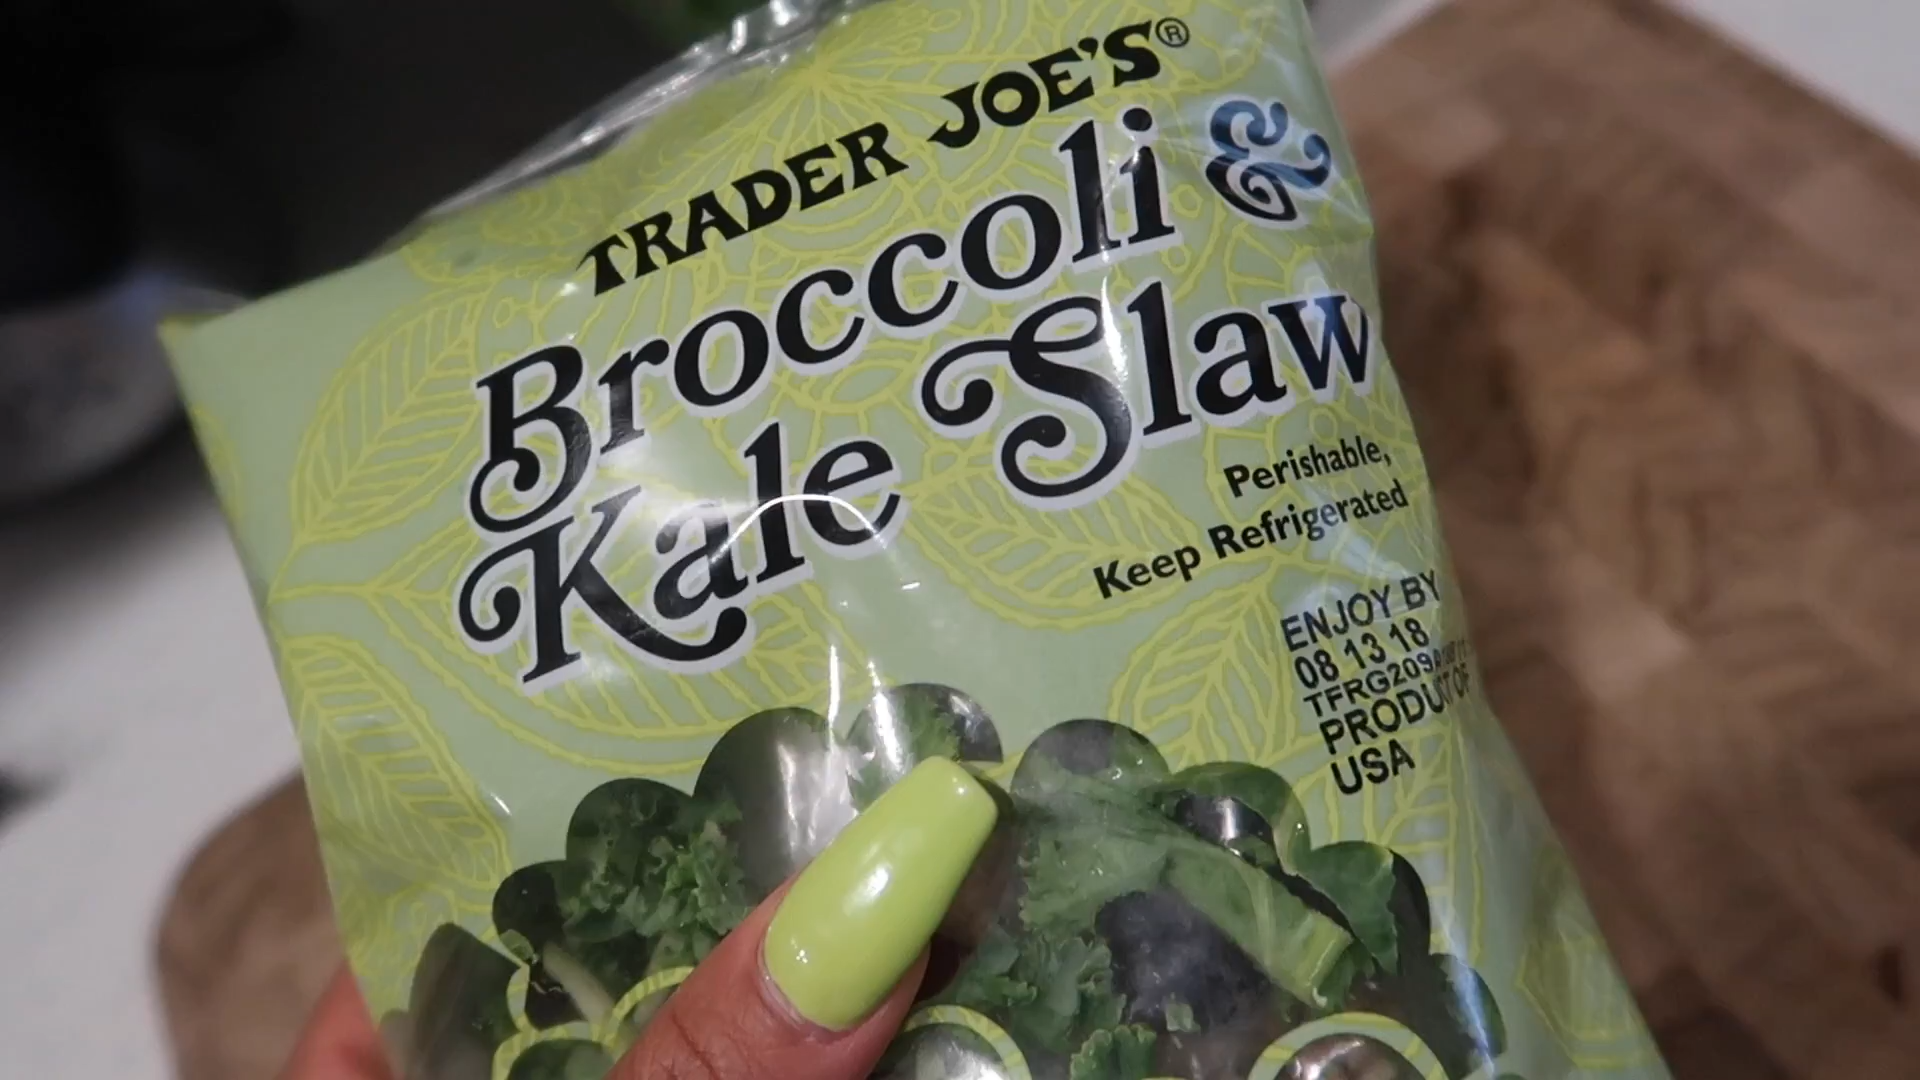 TRADER JOE'S®
Broccoli &
Kale Slaw
Perishable,
Keep Refrigerated
ENJOY BY
08 13 18
PRODUCT OF
USA